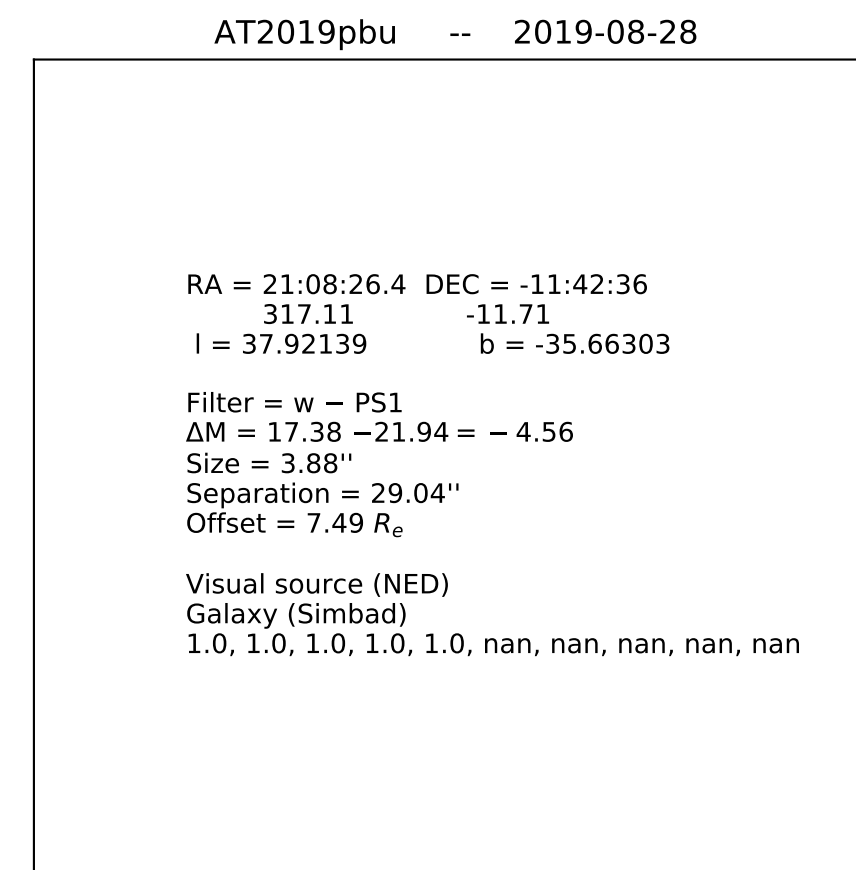 AT2019pbu -- 2019-08-28
RA = 21:08:26.4 DEC = -11:42:36
317.11 -11.71
l = 37.92139 b = -35.66303
Filter = w − PS1
ΔM = 17.38 −21.94 = − 4.56
Size = 3.88''
Separation = 29.04''
Offset = 7.49 Rₑ
Visual source (NED)
Galaxy (Simbad)
1.0, 1.0, 1.0, 1.0, 1.0, nan, nan, nan, nan, nan